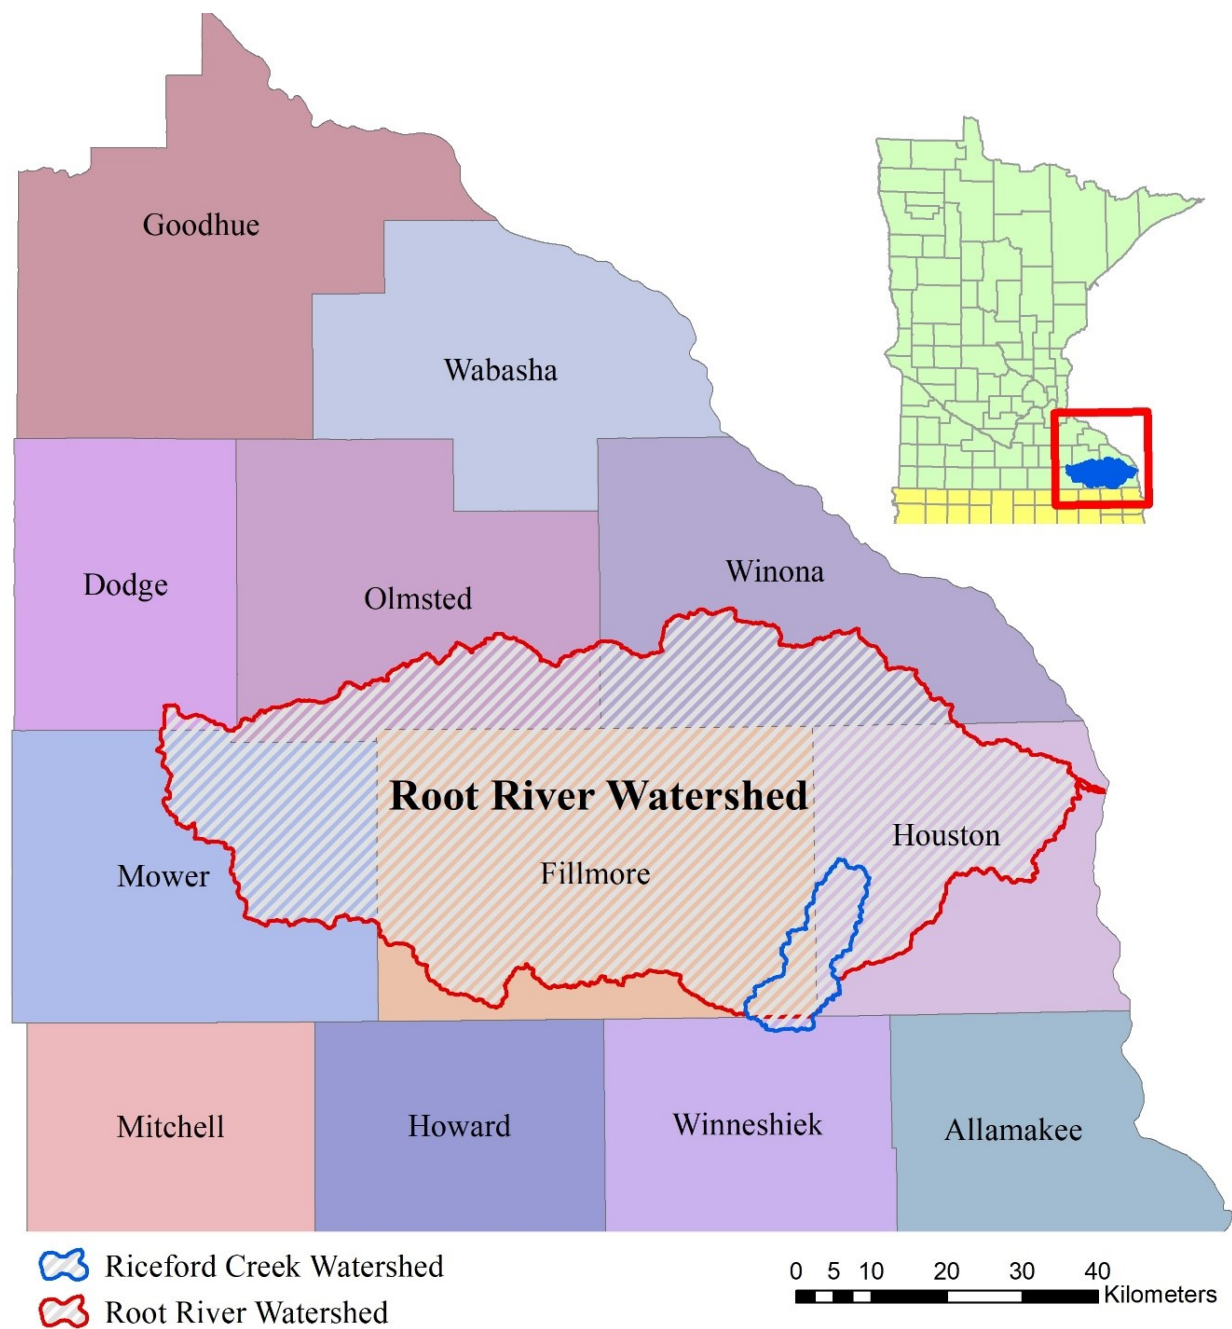 Goodhue
Wabasha
Dodge
Olmsted
Winona
Root River Watershed
Houston
Mower
Fillmore
Mitchell
Howard
Winneshiek
Allamakee
Riceford Creek Watershed
Root River Watershed
0 5 10 20 30 40
Kilometers